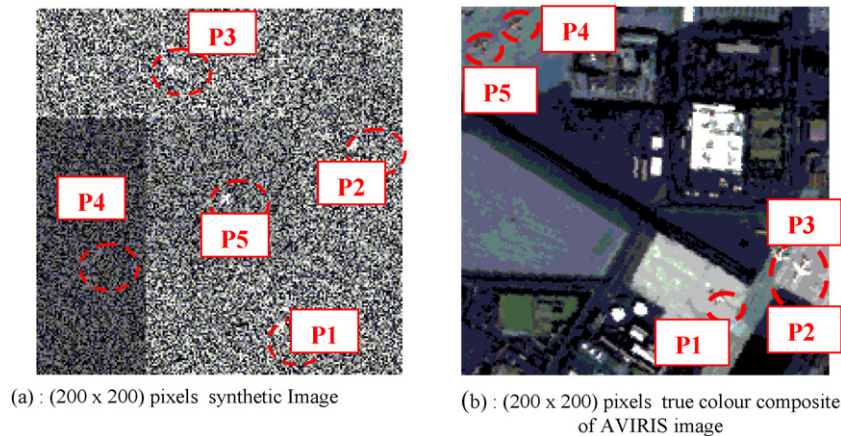 P3
P2
P4
P5
P1
(a) : (200 x 200) pixels synthetic Image
P4
P5
P3
P1
P2
(b) : (200 x 200) pixels true colour composite
of AVIRIS image